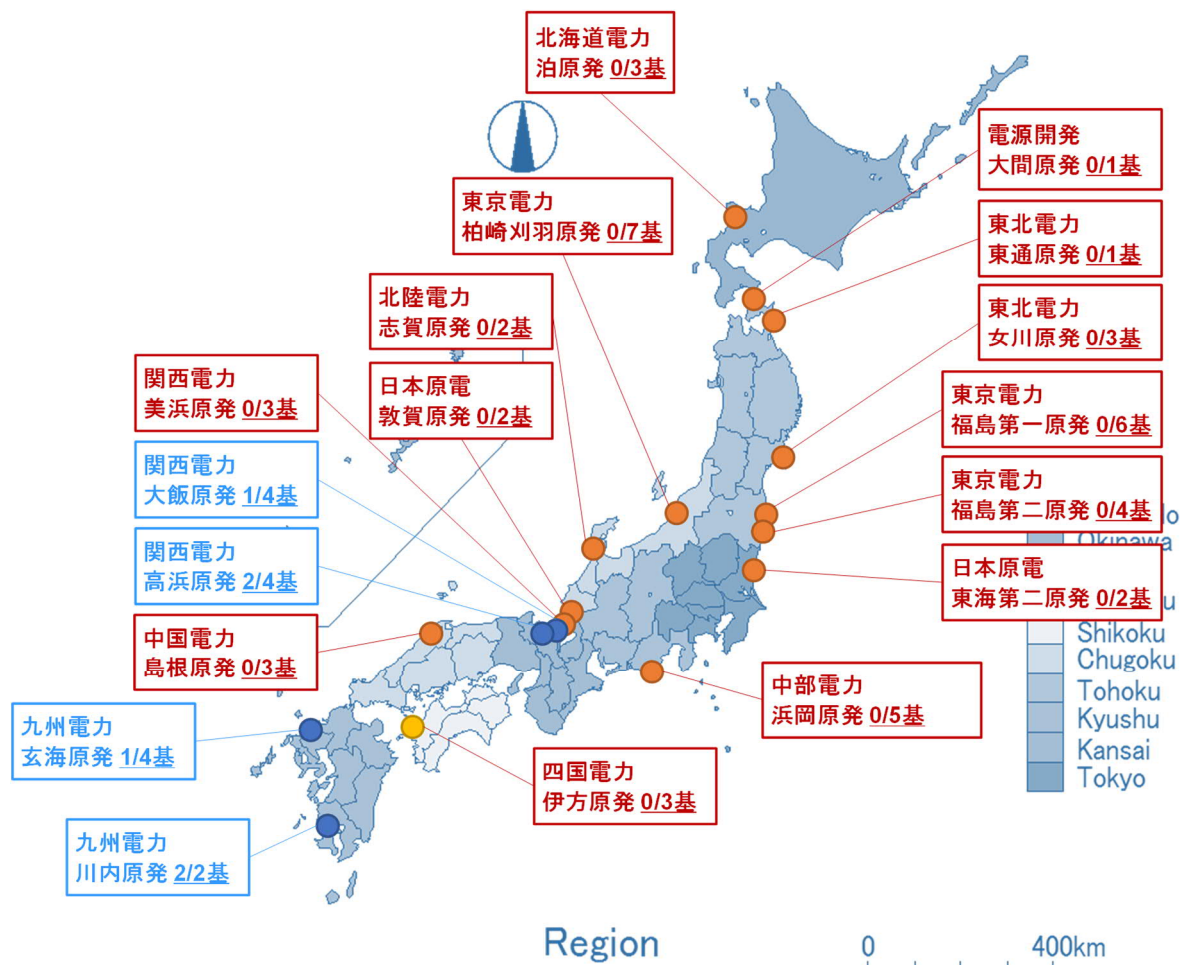 北海道電力
泊原発 0/3基
電源開発
大間原発 0/1基
東京電力
柏崎刈羽原発 0/7基
東北電力
東通原発 0/1基
北陸電力
志賀原発 0/2基
東北電力
女川原発 0/3基
関西電力
美浜原発 0/3基
日本原電
敦賀原発 0/2基
東京電力
福島第一原発 0/6基
関西電力
大飯原発 1/4基
東京電力
福島第二原発 0/4基
関西電力
高浜原発 2/4基
日本原電
東海第二原発 0/2基
中国電力
島根原発 0/3基
中部電力
浜岡原発 0/5基
九州電力
玄海原発 1/4基
四国電力
伊方原発 0/3基
九州電力
川内原発 2/2基
Okinawa
Shikoku
Chugoku
Tohoku
Kyushu
Kansai
Tokyo
Region
0 400km